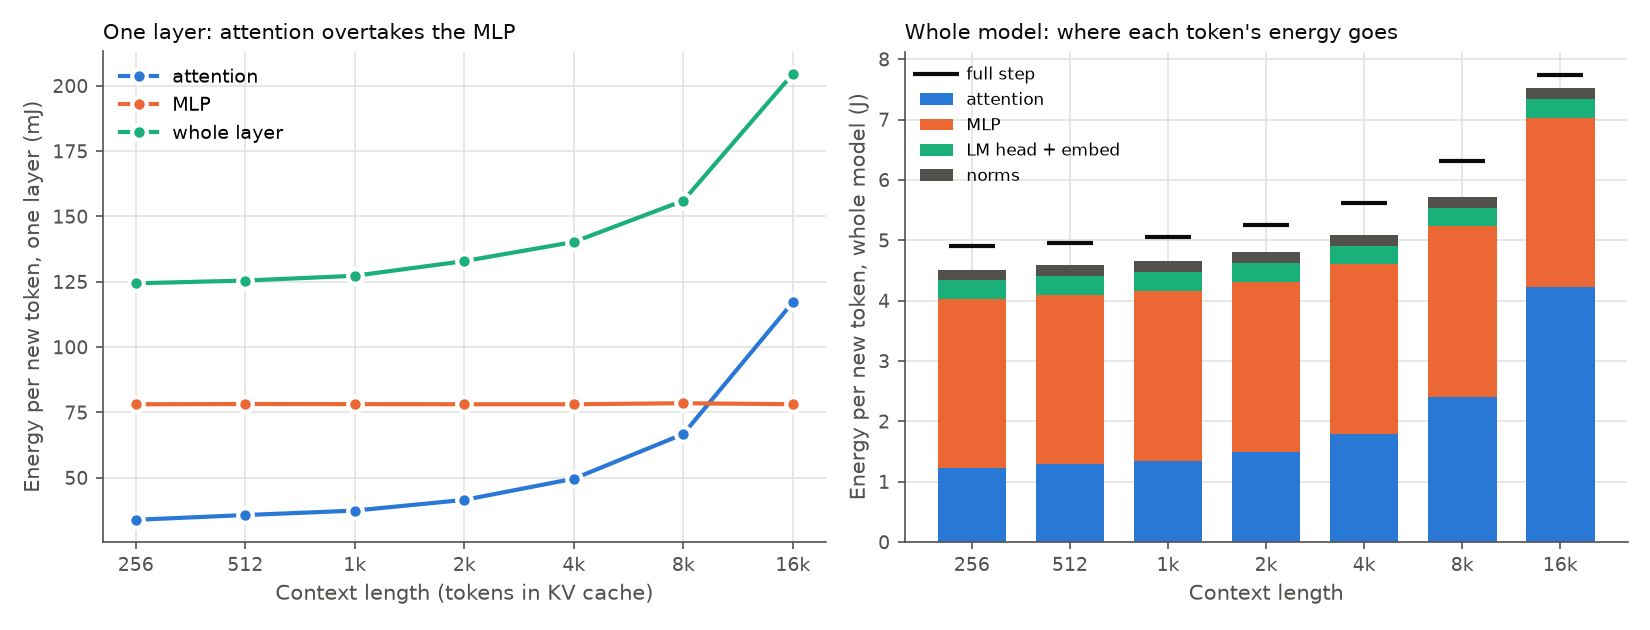 One layer: attention overtakes the MLP
Energy per new token, one layer (mJ)
200
175
150
125
100
75
50
attention
MLP
whole layer
256 512 1k 2k 4k 8k 16k
Context length (tokens in KV cache)
Whole model: where each token's energy goes
Energy per new token, whole model (J)
8
7
6
5
4
3
2
1
0
full step
attention
MLP
LM head + embed
norms
256 512 1k 2k 4k 8k 16k
Context length